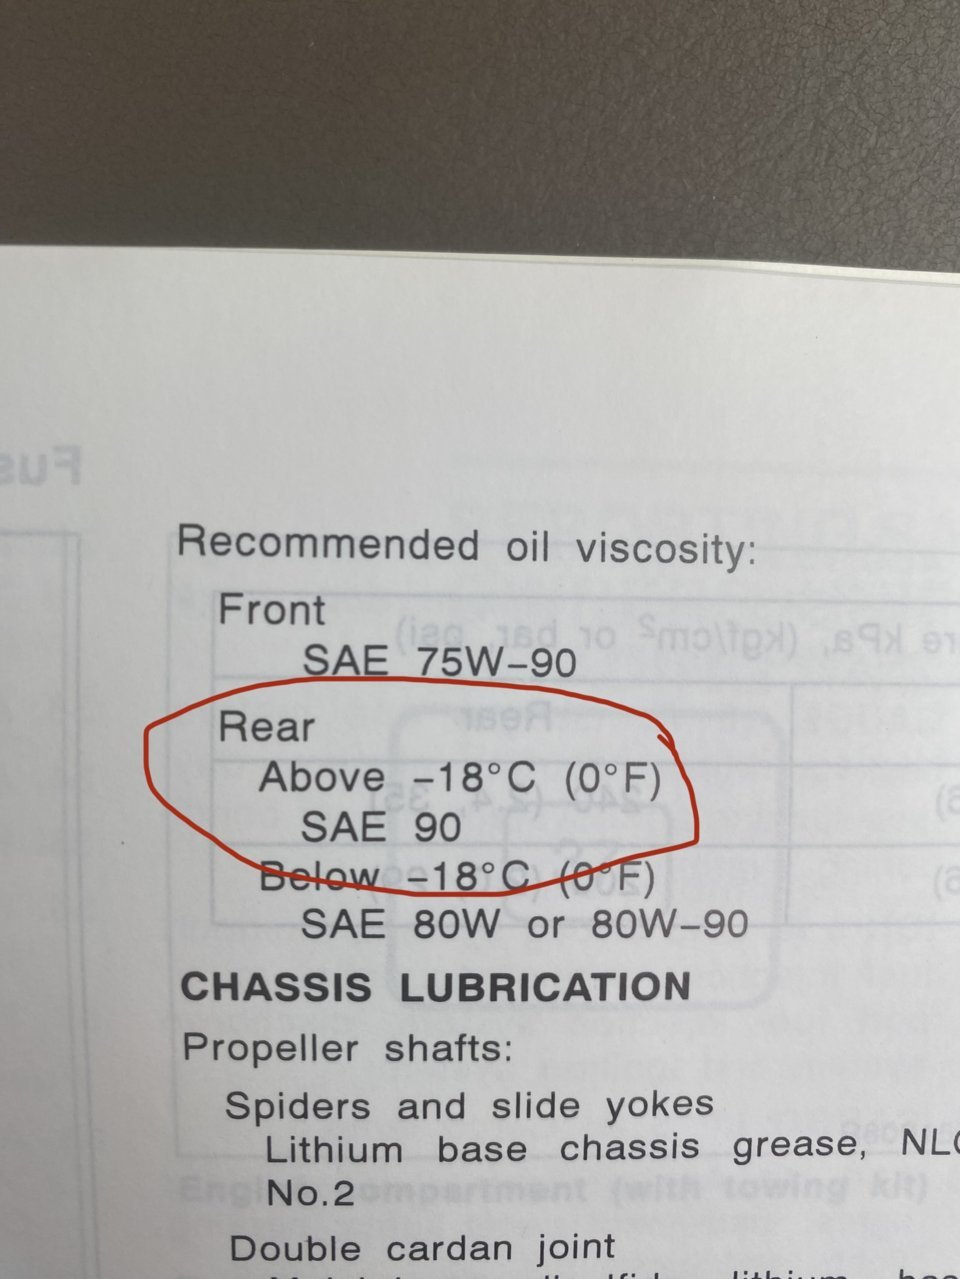 Recommended oil viscosity:
Front
SAE 75W-90
Rear
Above -18°C (0°F)
SAE 90
Below -18°C (0°F)
SAE 80W or 80W-90
CHASSIS LUBRICATION
Propeller shafts:
Spiders and slide yokes
Lithium base chassis grease,
No.2
Double cardan joint